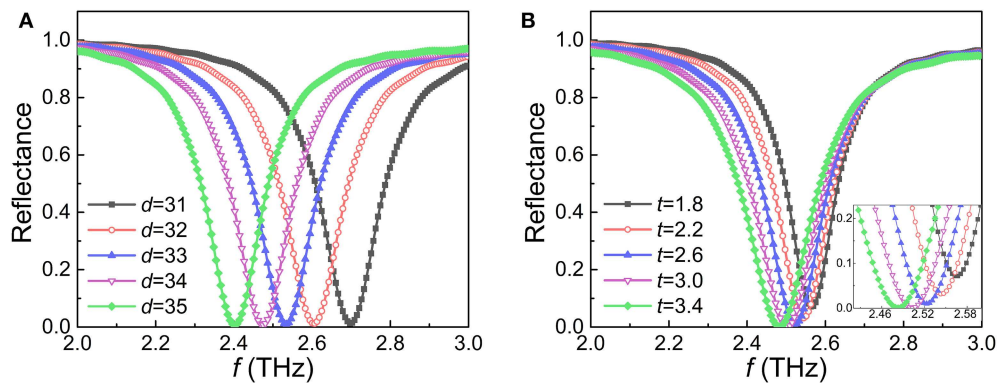 A
Reflectance
1.0
0.8
0.6
0.4
0.2
0.0
d=31
d=32
d=33
d=34
d=35
2.0 2.2 2.4 2.6 2.8 3.0
f (THz)
B
Reflectance
1.0
0.8
0.6
0.4
0.2
0.0
t=1.8
t=2.2
t=2.6
t=3.0
t=3.4
0.2
0.1
0.0
2.46 2.52 2.58
2.0 2.2 2.4 2.6 2.8 3.0
f (THz)